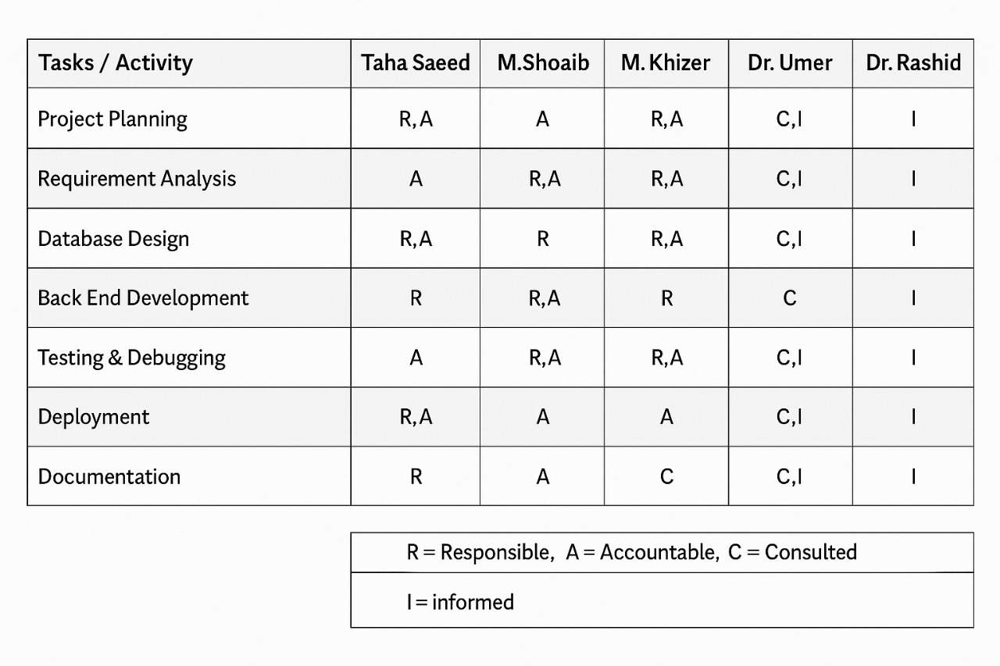 Tasks / Activity Taha Saeed M.Shoaib M. Khizer Dr. Umer Dr. Rashid
Project Planning R,A A R,A C,I I
Requirement Analysis A R,A R,A C,I I
Database Design R,A R R,A C,I I
Back End Development R R,A R C I
Testing & Debugging A R,A R,A C,I I
Deployment R,A A A C,I I
Documentation R A C C,I I
R = Responsible, A = Accountable, C = Consulted
I = informed